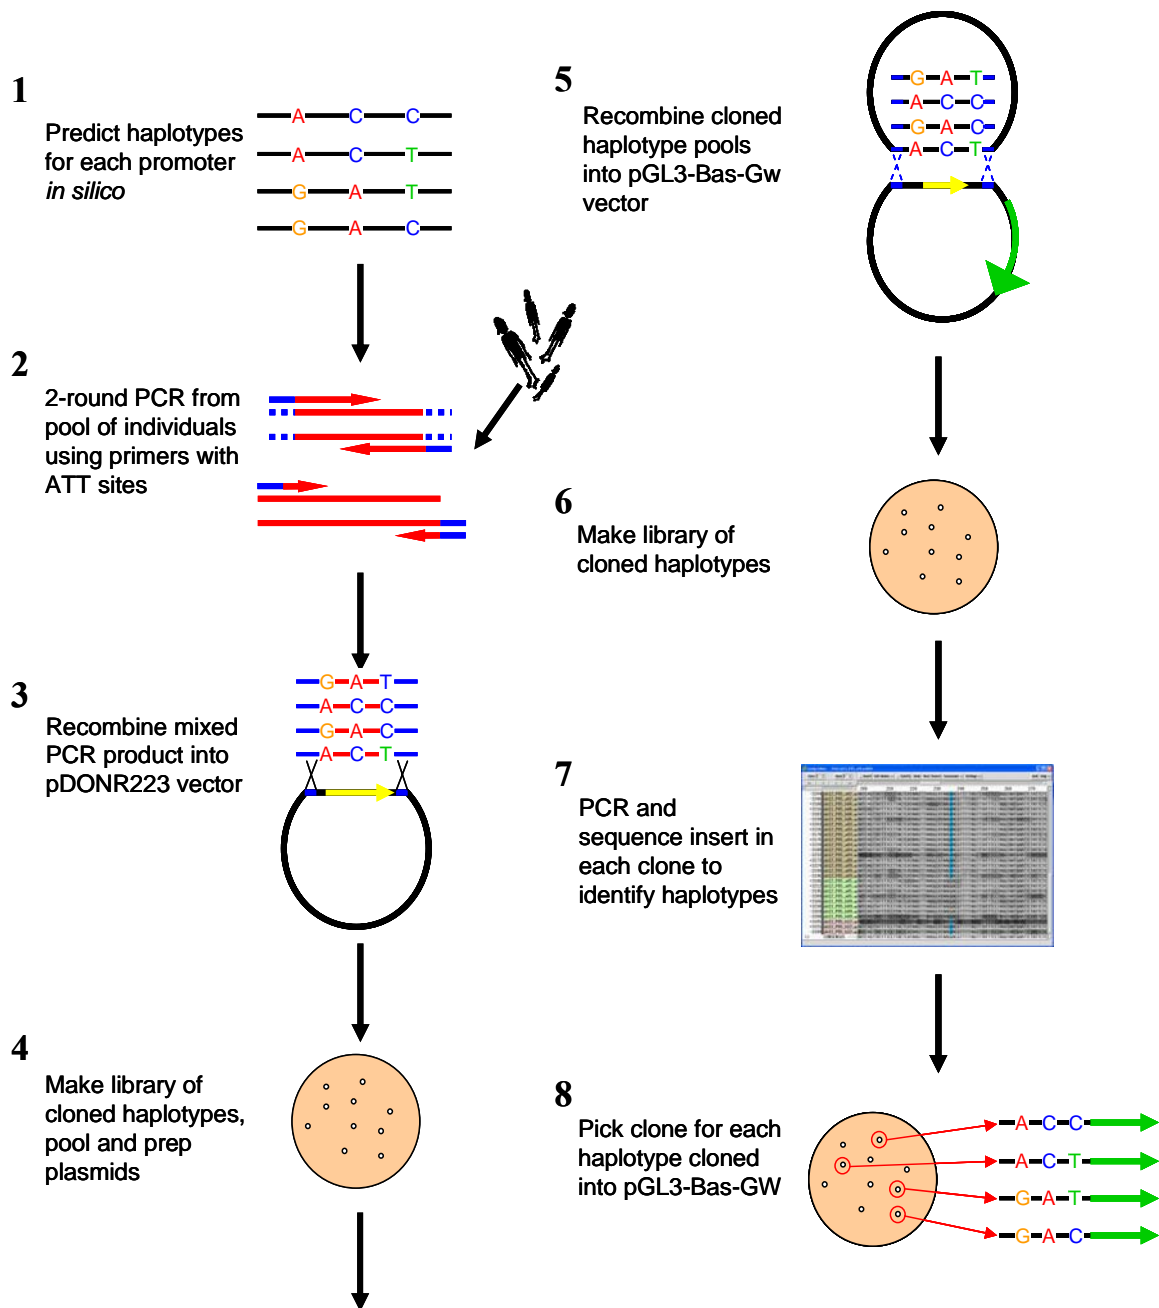 1
Predict haplotypes
for each promoter
in silico
A C C
A C T
G A T
G A C
2
2-round PCR from
pool of individuals
using primers with
ATT sites
3
Recombine mixed
PCR product into
pDONR223 vector
G A T
A C C
G A C
A C T
4
Make library of
cloned haplotypes,
pool and prep
plasmids
5
Recombine cloned
haplotype pools
into pGL3-Bas-Gw
vector
G A T
A C C
G A C
A C T
6
Make library of
cloned haplotypes
7
PCR and
sequence insert in
each clone to
identify haplotypes
8
Pick clone for each
haplotype cloned
into pGL3-Bas-GW
A C C
A C T
G A T
G A C